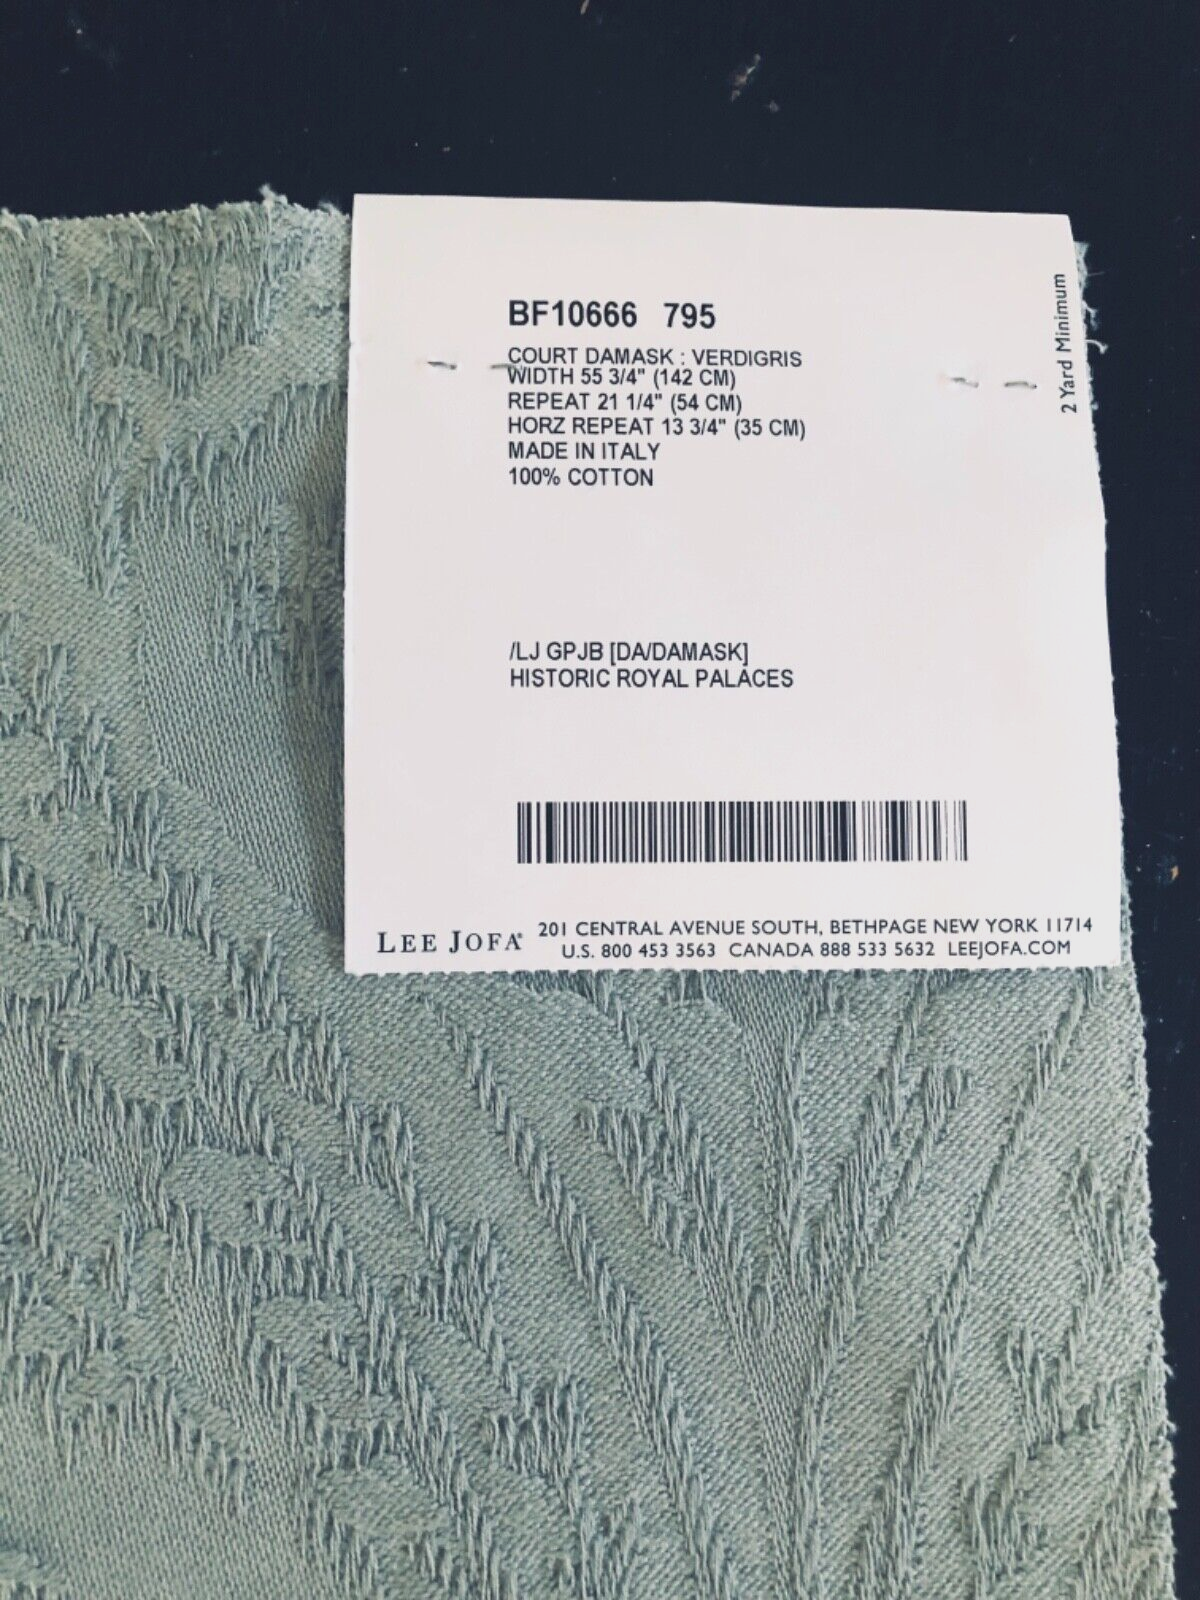 BF10666 795
COURT DAMASK : VERDIGRIS
WIDTH 55 3/4" (142 CM)
REPEAT 21 1/4" (54 CM)
HORZ REPEAT 13 3/4" (35 CM)
MADE IN ITALY
100% COTTON
2 Yard Minimum
/LJ GPJB [DA/DAMASK]
HISTORIC ROYAL PALACES
LEE JOFA® 201 CENTRAL AVENUE SOUTH, BETHPAGE NEW YORK 11714
U.S. 800 453 3563 CANADA 888 533 5632 LEEJOFA.COM